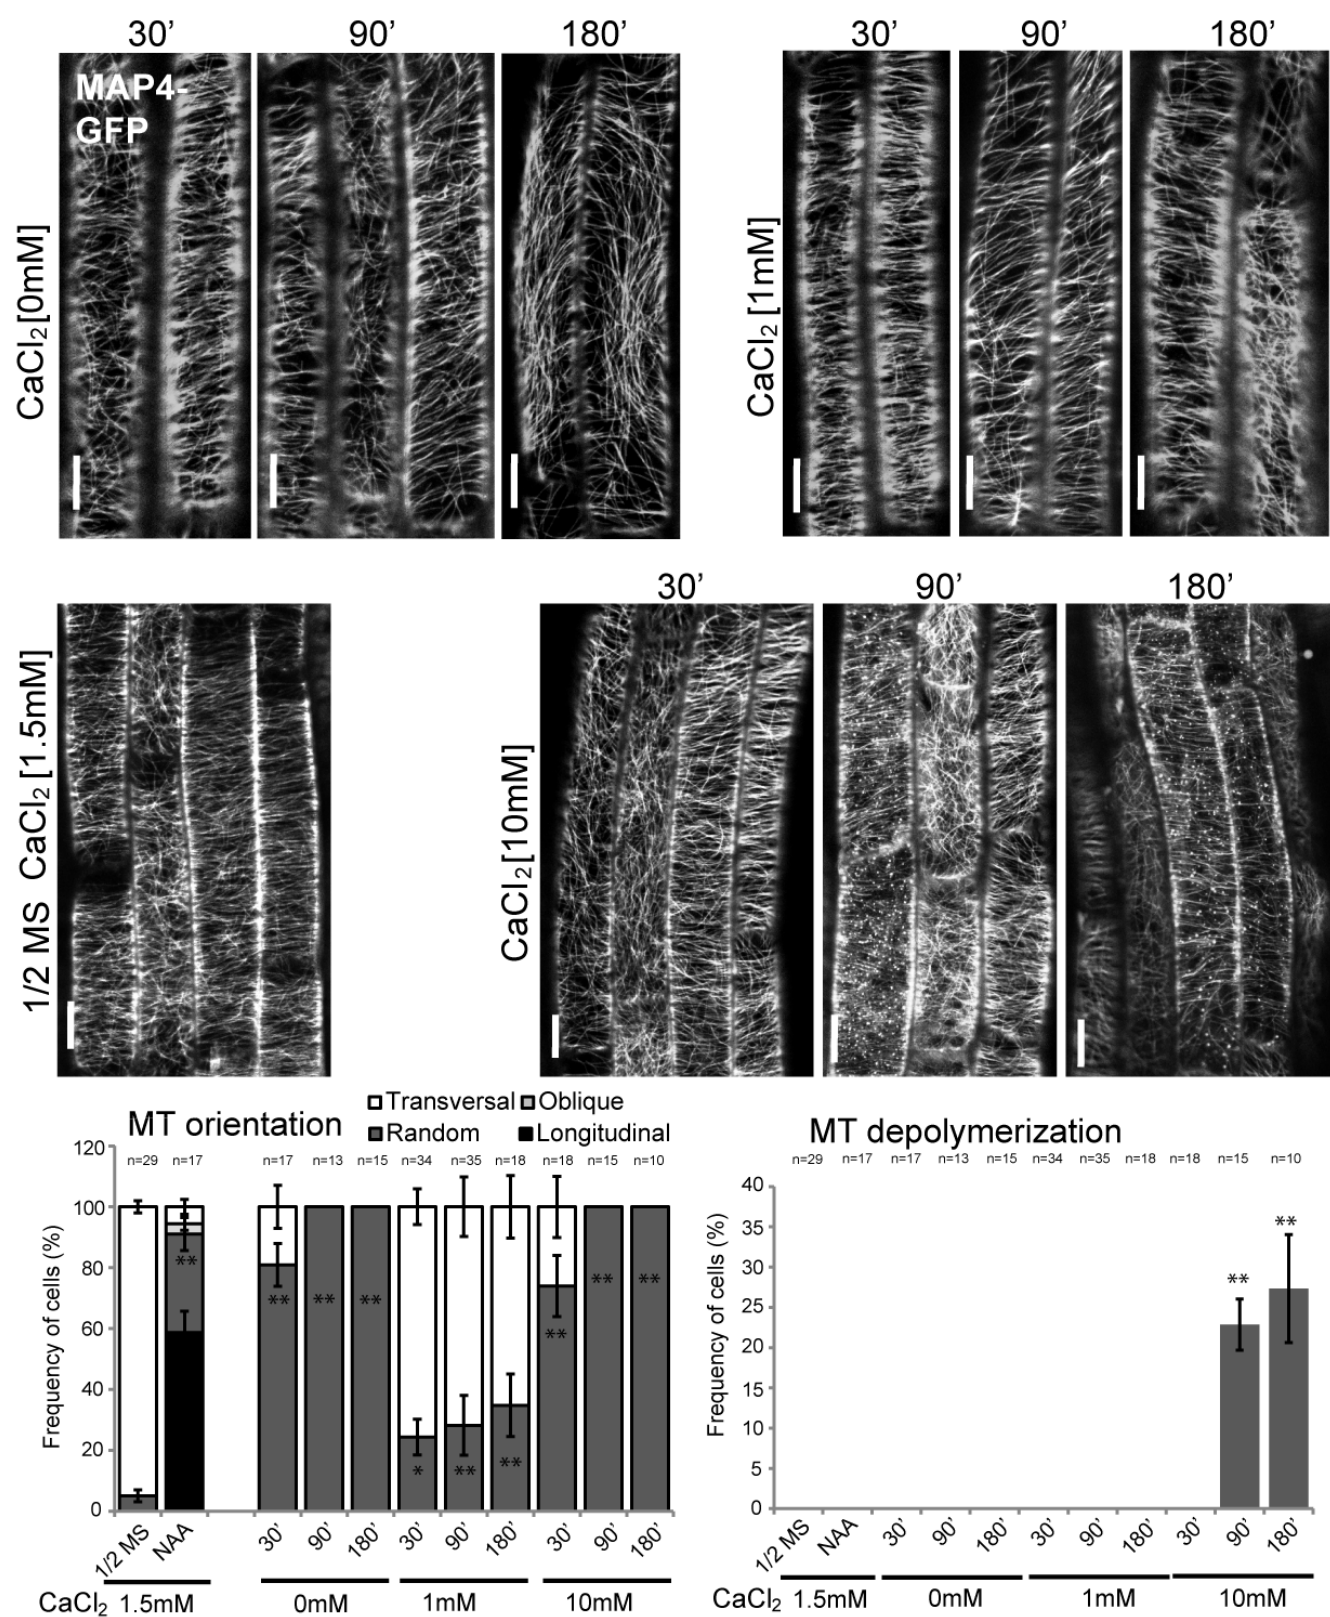 30’ 90’ 180’ 30’ 90’ 180’
MAP4-
GFP
CaCl₂[0mM]
CaCl₂ [1mM]
30’ 90’ 180’
1/2 MS CaCl₂[1.5mM]
CaCl₂[10mM]
MT orientation
Transversal Oblique
Random Longitudinal
n=29 n=17 n=17 n=13 n=15 n=34 n=35 n=18 n=18 n=15 n=10
Frequency of cells (%)
120
100
80
60
40
20
0
** ** ** ** * ** ** ** ** **
1/2 MS NAA 30’ 90’ 180’ 30’ 90’ 180’ 30’ 90’ 180’
CaCl₂ 1.5mM 0mM 1mM 10mM
MT depolymerization
n=29 n=17 n=17 n=13 n=15 n=34 n=35 n=18 n=18 n=15 n=10
Frequency of cells (%)
40
35
30
25
20
15
10
5
0
** **
1/2 MS NAA 30’ 90’ 180’ 30’ 90’ 180’ 30’ 90’ 180’
CaCl₂ 1.5mM 0mM 1mM 10mM